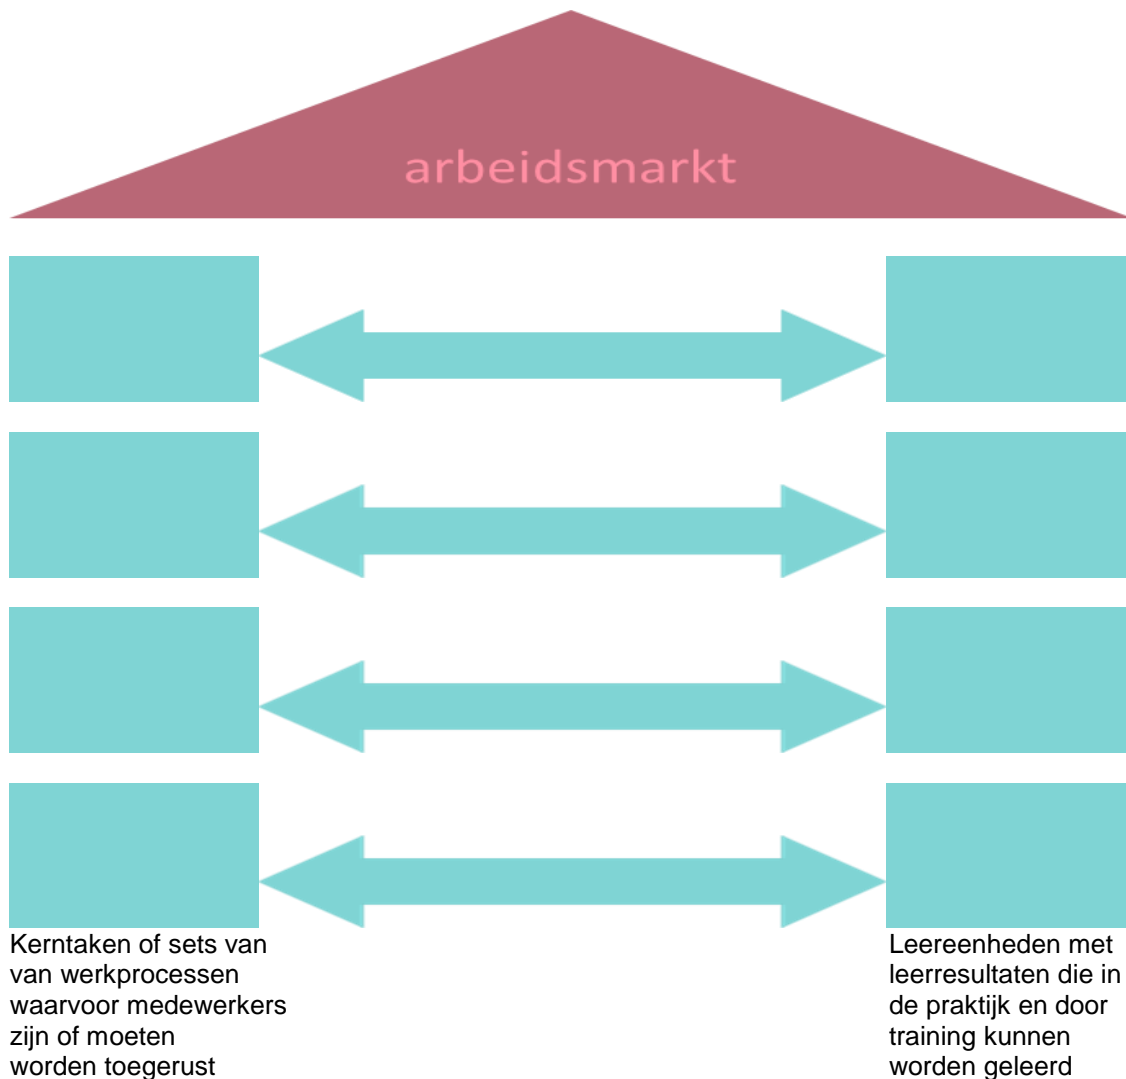 arbeidsmarkt
Kerntaken of sets van
van werkprocessen
waarvoor medewerkers
zijn of moeten
worden toegerust
Leereenheden met
leerresultaten die in
de praktijk en door
training kunnen
worden geleerd